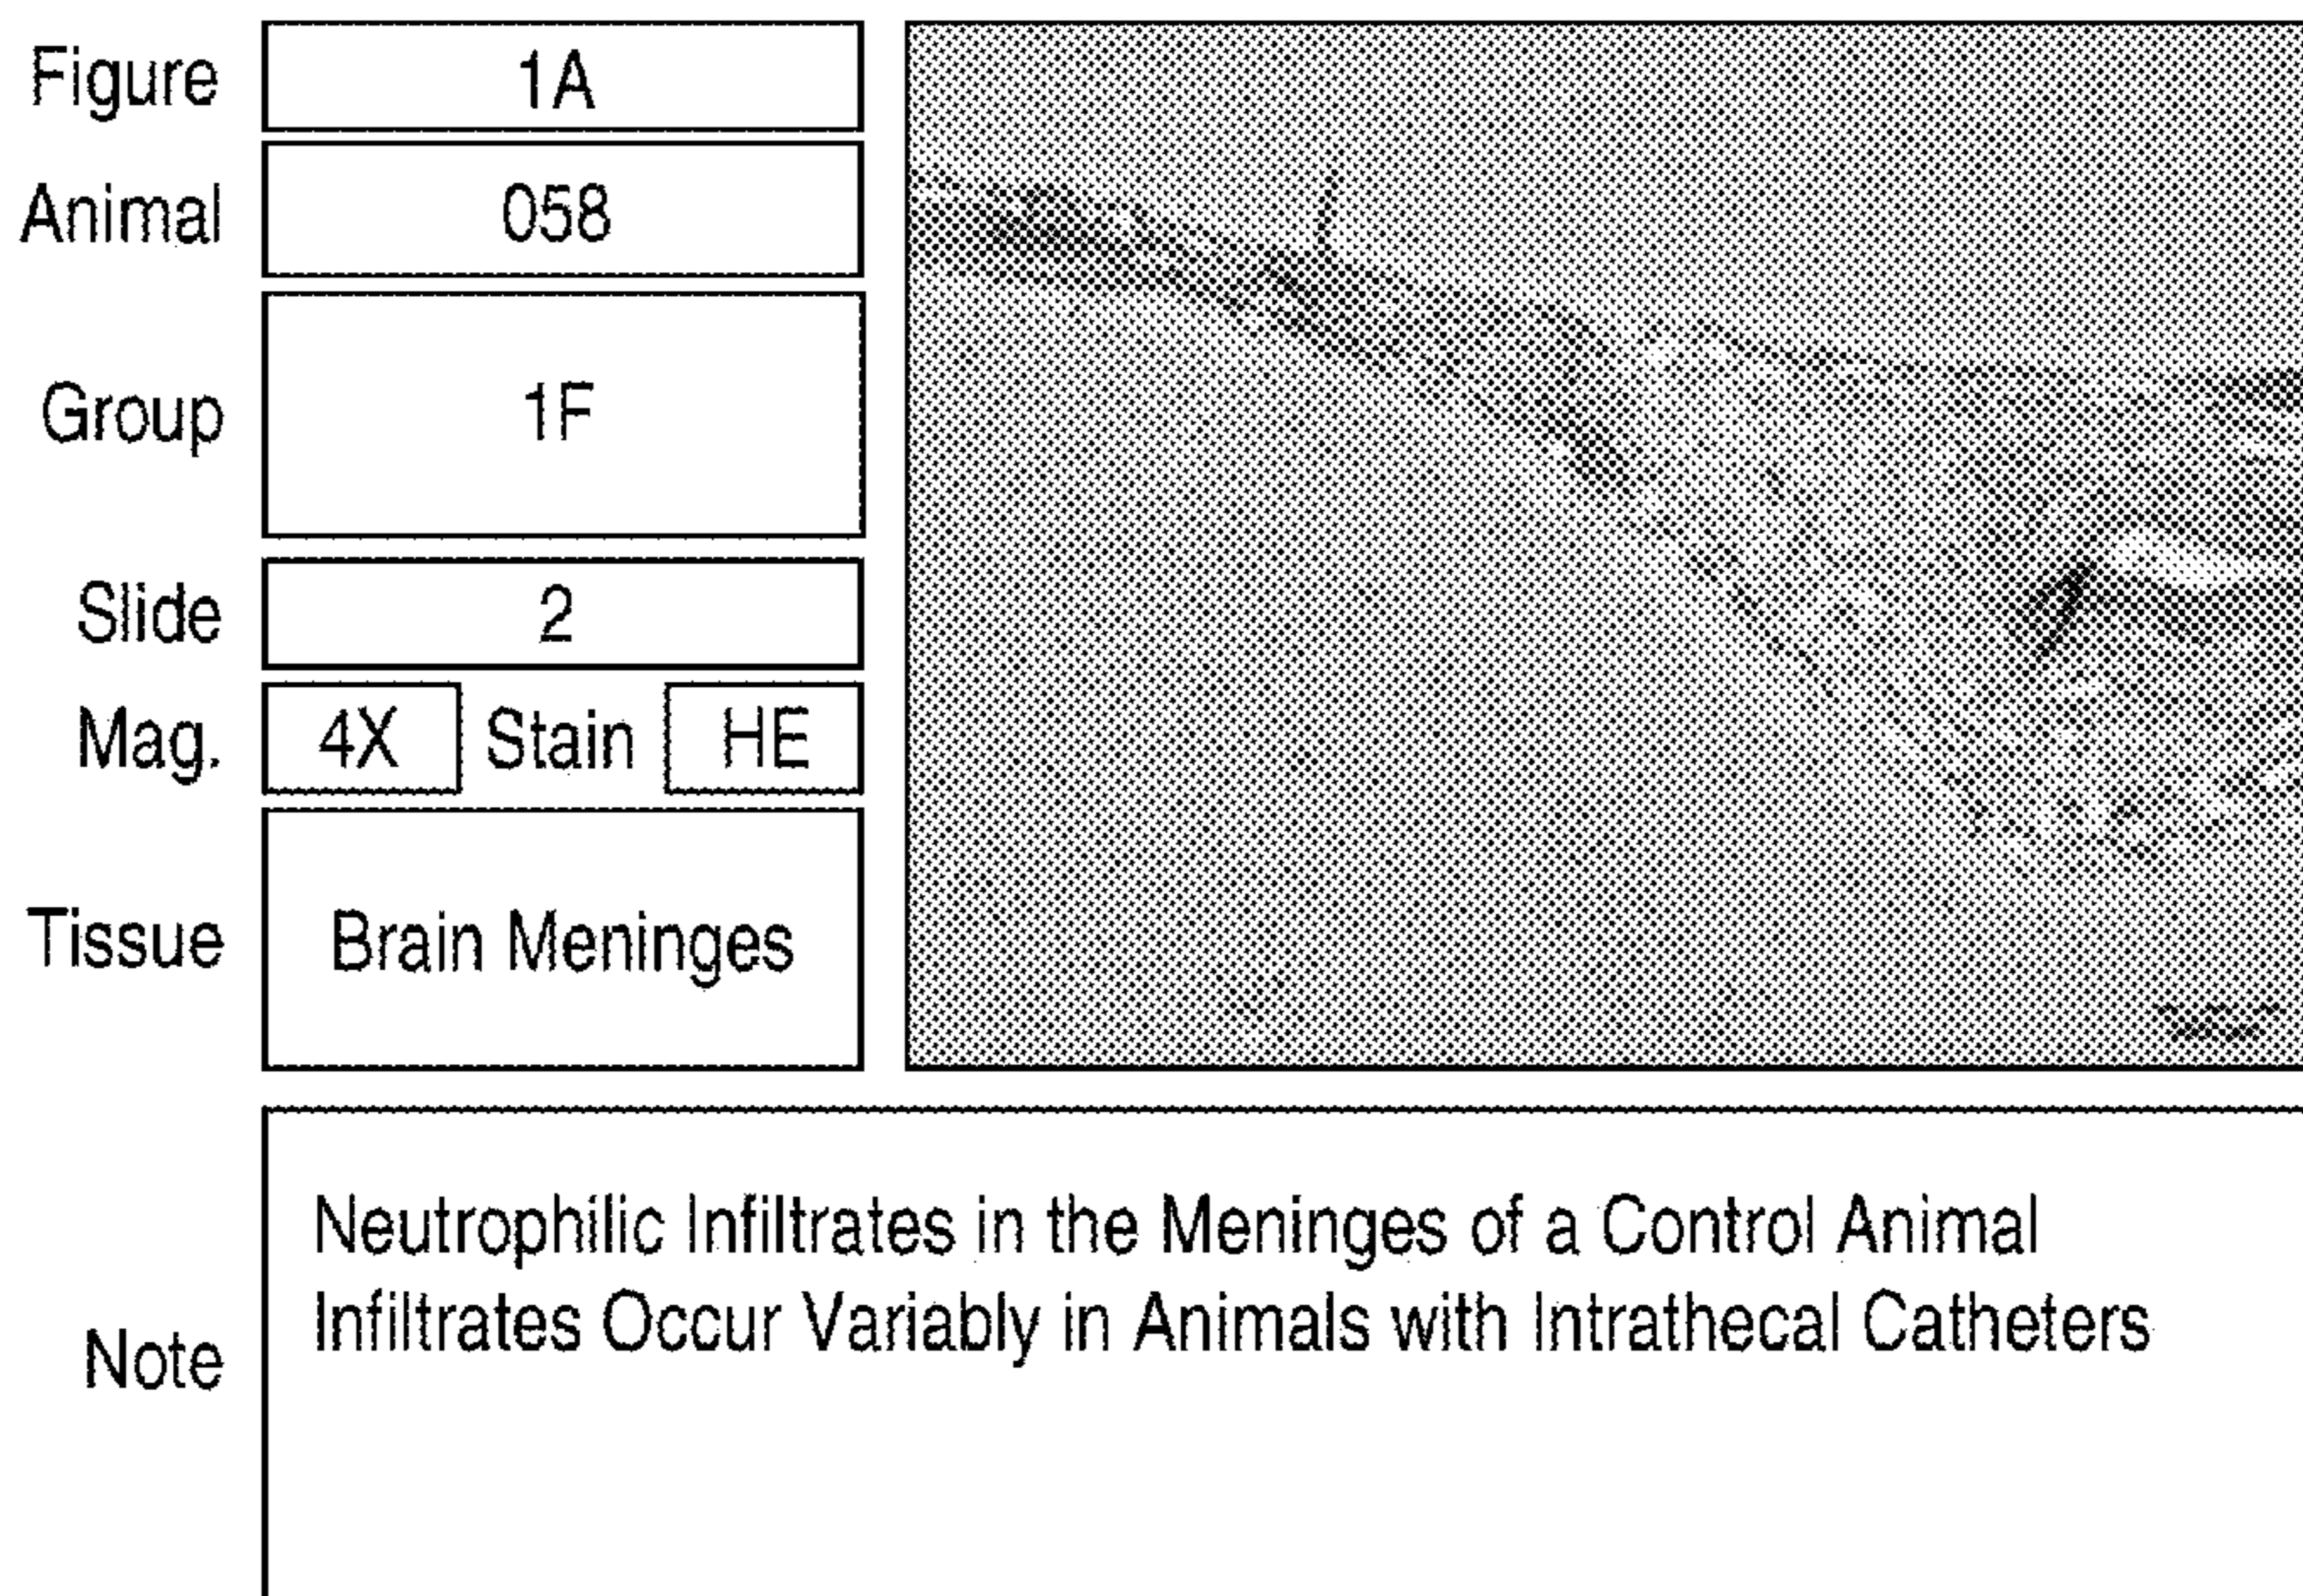 Figure 1A
Animal 058
Group 1F
Slide 2
Mag. 4X Stain HE
Tissue Brain Meninges
Note
Neutrophilic Infiltrates in the Meninges of a Control Animal
Infiltrates Occur Variably in Animals with Intrathecal Catheters